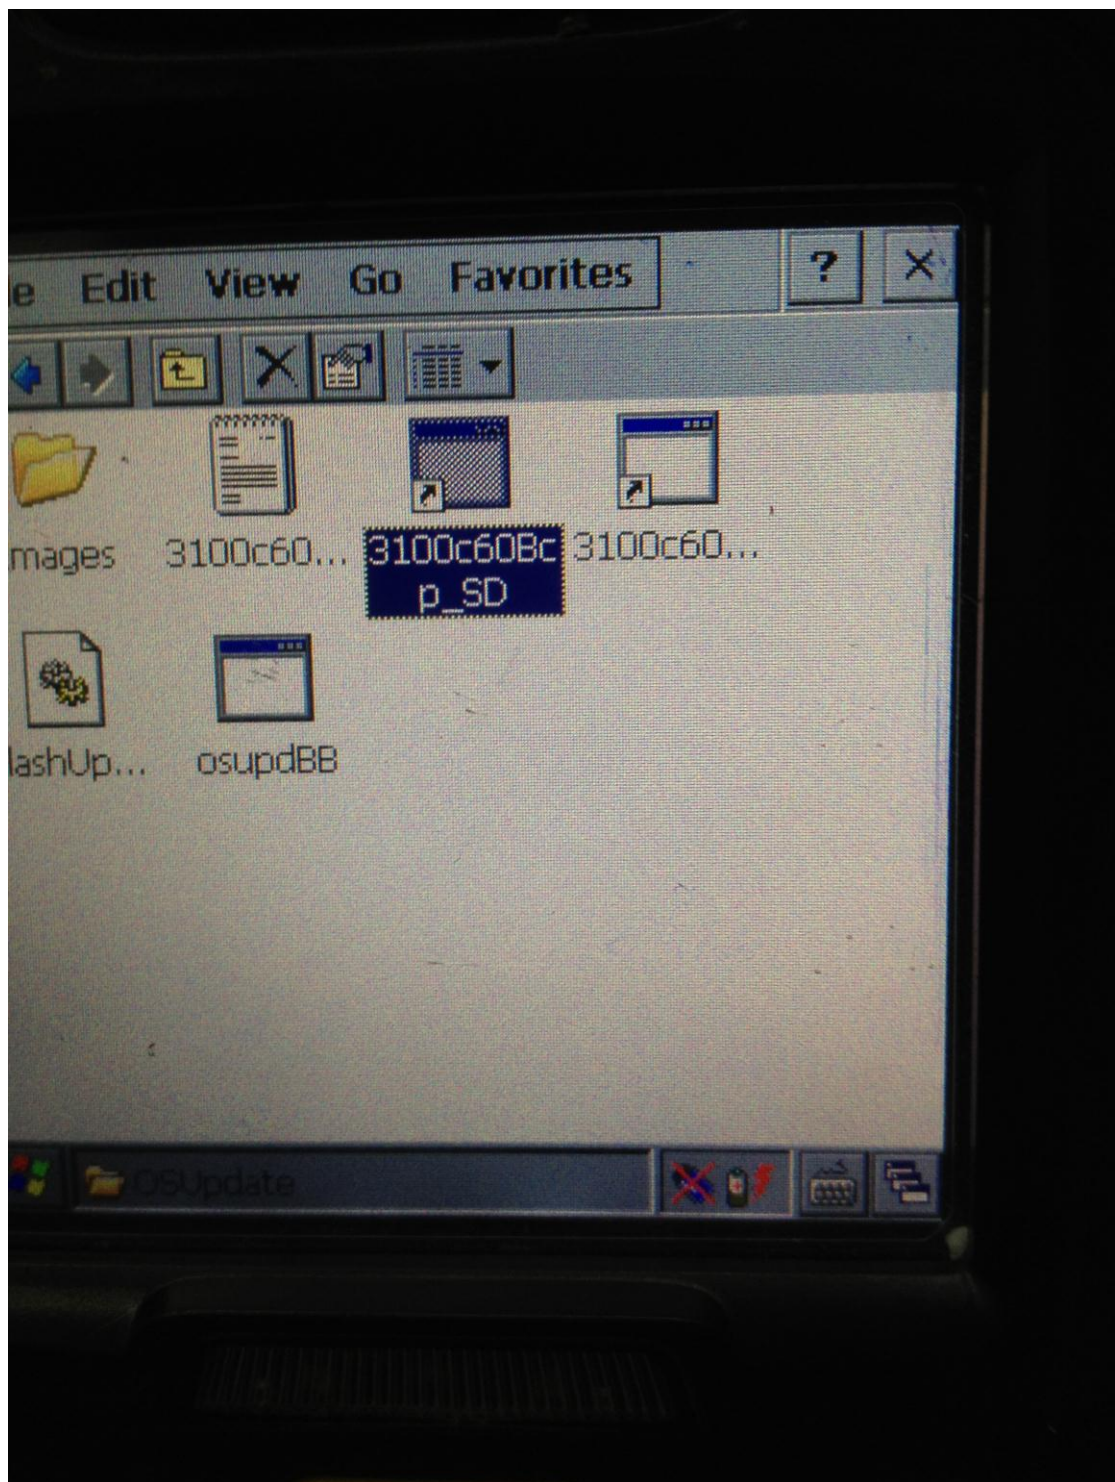 e Edit View Go Favorites ? X
mages
3100c60...
3100c60Bc
p_SD
3100c60...
lashUp...
osupdBB
OSUpdate